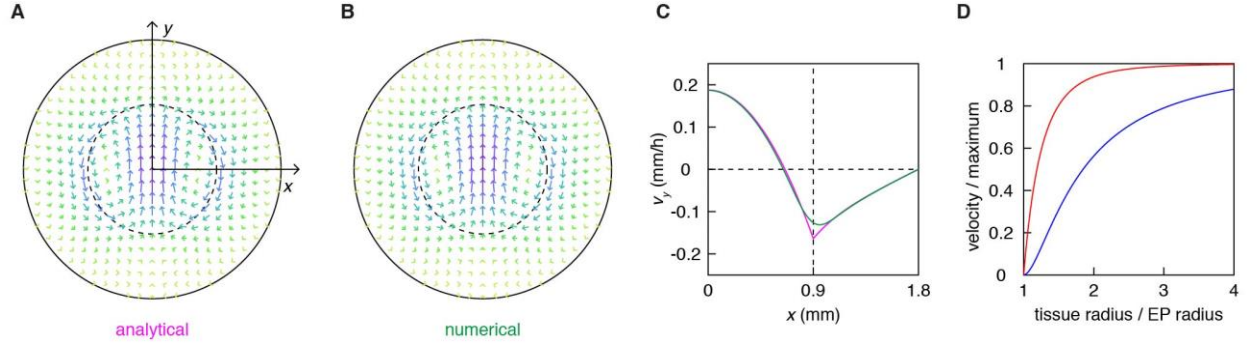 A
y
x
analytical
B
numerical
C
v_y (mm/h)
0.2
0.1
0
-0.1
-0.2
0
0.9
1.8
x (mm)
D
velocity / maximum
1
0.8
0.6
0.4
0.2
0
1
2
3
4
tissue radius / EP radius